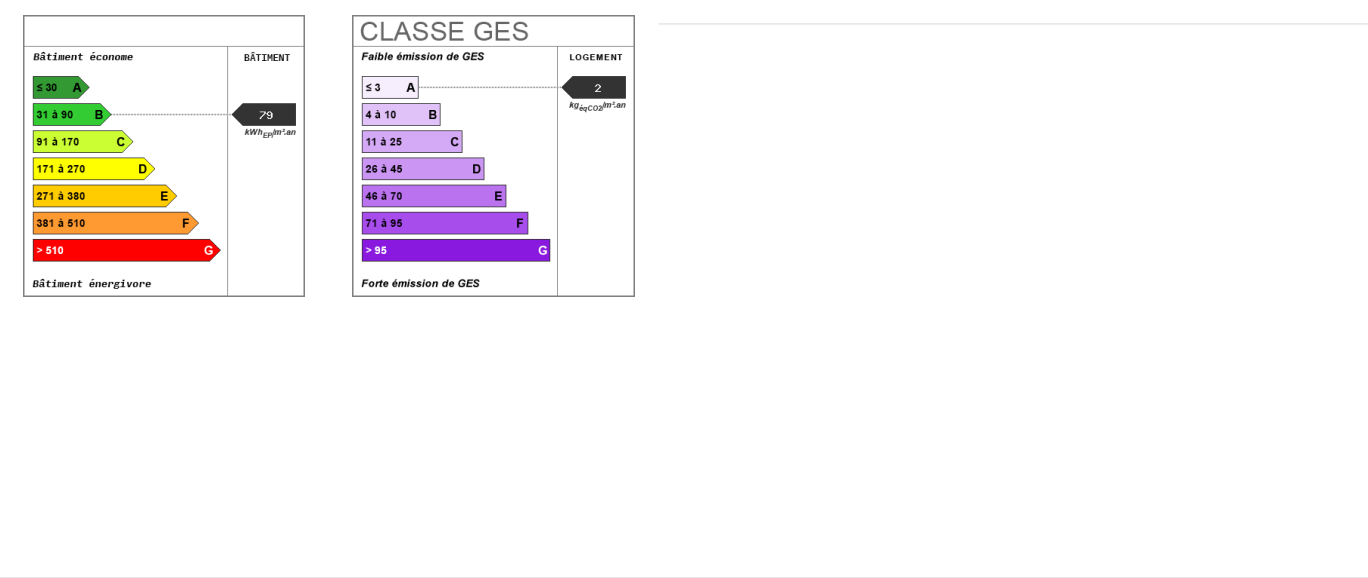 Bâtiment économe
BÂTIMENT
≤ 30 A
31 à 90 B
79
kWhEP/m².an
91 à 170 C
171 à 270 D
271 à 380 E
381 à 510 F
> 510 G
Bâtiment énergivore
CLASSE GES
Faible émission de GES
LOGEMENT
≤ 3 A
2
kgéqCO2/m².an
4 à 10 B
11 à 25 C
26 à 45 D
46 à 70 E
71 à 95 F
> 95 G
Forte émission de GES